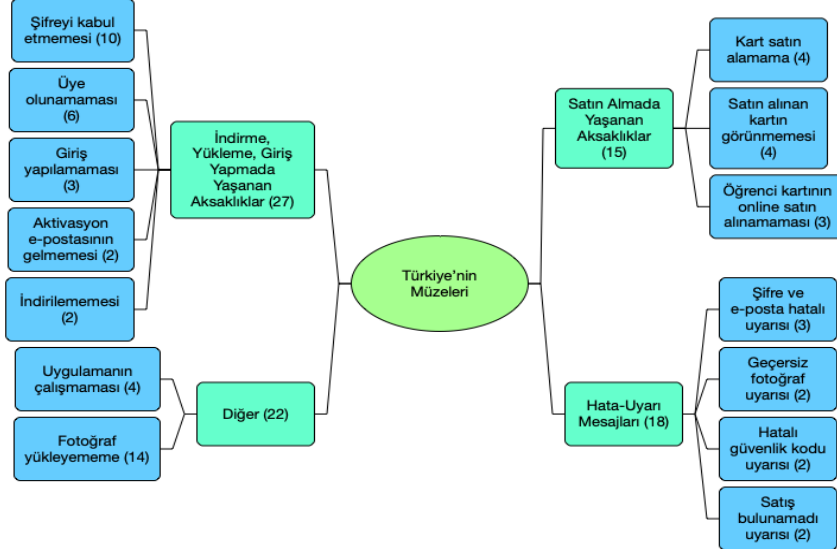 Şifreyi kabul
etmemesi (10)
Üye
olunamaması
(6)
Giriş
yapılamaması
(3)
Aktivasyon
e-postasının
gelmemesi (2)
İndirilememesi
(2)
İndirme,
Yükleme, Giriş
Yapmada
Yaşanan
Aksaklıklar (27)
Uygulamanın
çalışmaması (4)
Fotoğraf
yükleyememe (14)
Diğer (22)
Türkiye'nin
Müzeleri
Satın Almada
Yaşanan
Aksaklıklar
(15)
Kart satın
alamama (4)
Satın alınan
kartın
görünmemesi
(4)
Öğrenci kartının
online satın
alınamaması (3)
Hata-Uyarı
Mesajları (18)
Şifre ve
e-posta hatalı
uyarısı (3)
Geçersiz
fotoğraf
uyarısı (2)
Hatalı
güvenlik kodu
uyarısı (2)
Satış
bulunamadı
uyarısı (2)